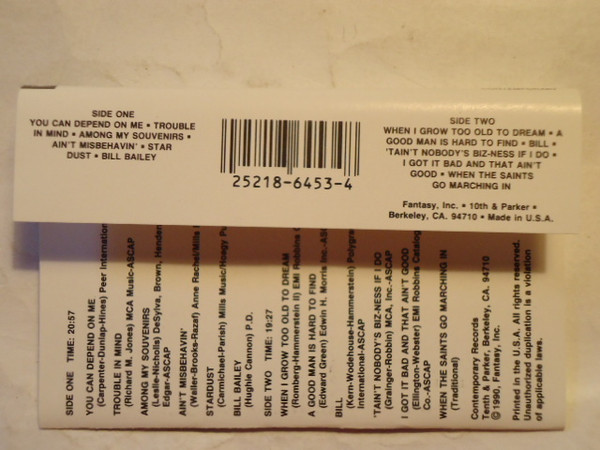 SIDE ONE
YOU CAN DEPEND ON ME • TROUBLE
IN MIND • AMONG MY SOUVENIRS •
AIN'T MISBEHAVIN' • STAR
DUST • BILL BAILEY
25218-6453-4
SIDE TWO
WHEN I GROW TOO OLD TO DREAM • A
GOOD MAN IS HARD TO FIND • BILL •
'TAIN'T NOBODY'S BIZ-NESS IF I DO •
I GOT IT BAD AND THAT AIN'T
GOOD • WHEN THE SAINTS
GO MARCHING IN
Fantasy, Inc. • 10th & Parker •
Berkeley, CA. 94710 • Made in U.S.A.
SIDE ONE TIME: 20:57
YOU CAN DEPEND ON ME
(Carpenter-Dunlap-Hines) Peer Internation
TROUBLE IN MIND
(Richard M. Jones) MCA Music-ASCAP
AMONG MY SOUVENIRS
(Leslie-Nicholls) DeSylva, Brown, Hender
Edgar-ASCAP
AIN'T MISBEHAVIN'
(Waller-Brooks-Razaf) Anne Rachel/Mills
STARDUST
(Carmichael-Parish) Mills Music/Hoagy
BILL BAILEY
(Hughie Cannon) P.D.
SIDE TWO TIME: 19:27
WHEN I GROW TOO OLD TO DREAM
(Romberg-Hammerstein II) EMI Robbins
A GOOD MAN IS HARD TO FIND
(Edward Green) Edwin H. Morris Inc.
BILL
(Kern-Wodehouse-Hammerstein) Polygra
International-ASCAP
'TAIN'T NOBODY'S BIZ-NESS IF I DO
(Grainger-Robbin) MCA, Inc.-ASCAP
I GOT IT BAD AND THAT AIN'T GOOD
(Ellington-Webster) EMI Robbins Catalog
Co.-ASCAP
WHEN THE SAINTS GO MARCHING IN
(Traditional)
Contemporary Records
Tenth & Parker, Berkeley, CA. 94710
© 1990, Fantasy, Inc.
Printed in the U.S.A. All rights reserved.
Unauthorized duplication is a violation
of applicable laws.